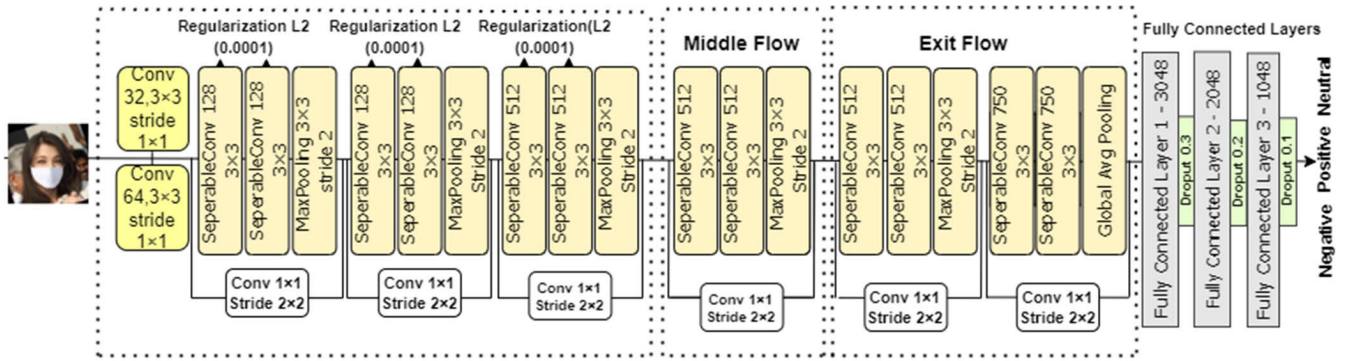 Regularization L2
(0.0001)
Regularization L2
(0.0001)
Regularization(L2
(0.0001)
Middle Flow
Exit Flow
Fully Connected Layers
Conv
32,3×3
stride
1×1
Conv
64,3×3
stride
1×1
SeperableConv 128
3×3
SeperableConv 128
3×3
MaxPooling 3×3
stride 2
Conv 1×1
Stride 2×2
SeperableConv 128
3×3
SeperableConv 128
3×3
MaxPooling 3×3
Stride 2
Conv 1×1
Stride 2×2
SeperableConv 512
3×3
SeperableConv 512
3×3
MaxPooling 3×3
Stride 2
Conv 1×1
Stride 2×2
SeperableConv 512
3×3
SeperableConv 512
3×3
MaxPooling 3×3
Stride 2
Conv 1×1
Stride 2×2
SeperableConv 512
3×3
SeperableConv 512
3×3
MaxPooling 3×3
Stride 2
Conv 1×1
Stride 2×2
SeperableConv 750
3×3
SeperableConv 750
3×3
Global Avg Pooling
Conv 1×1
Stride 2×2
Fully Connected Layer 1 - 3048
Droput 0.3
Fully Connected Layer 2 - 2048
Droput 0.2
Fully Connected Layer 3 - 1048
Droput 0.1
Negative Positive Neutral